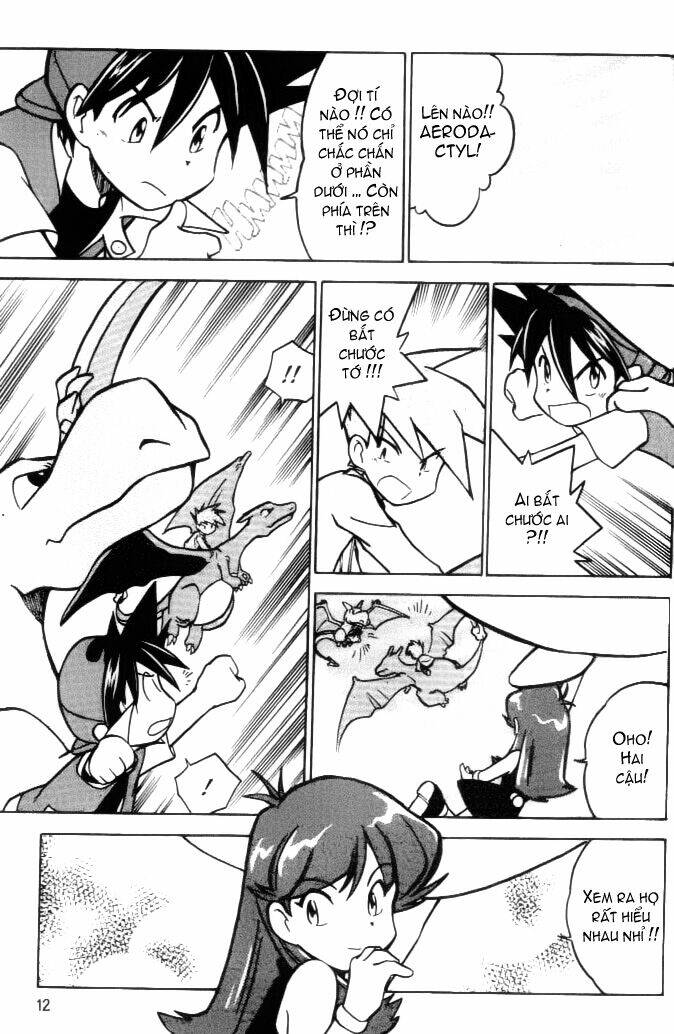 LÊN NÀO!!
AERODA-
CTYL!
ĐỢI TÍ
NÀO!! CÓ
THỂ NÓ CHỈ
CHẮC CHẮN
Ở PHẦN
DƯỚI... CÒN
PHÍA TRÊN
THÌ!?
AI BẮT
CHƯỚC AI
?!!
ĐỪNG CÓ
BẮT
CHƯỚC
TỚ!!!
!!
!
OHO!
HAI
CẬU!
XEM RA HỌ
RẤT HIỂU
NHAU NHỈ!!
12